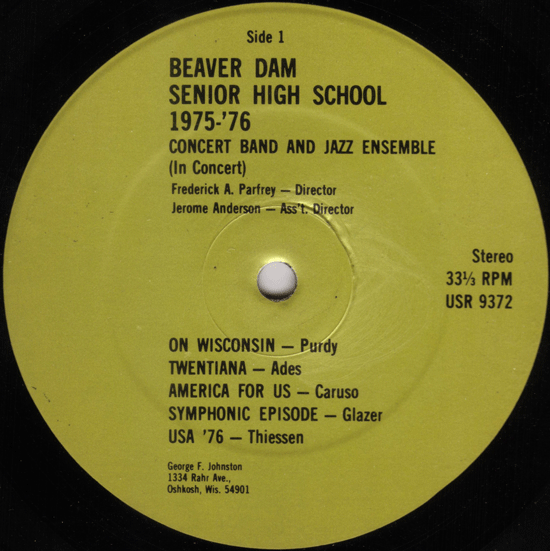 Side 1
BEAVER DAM
SENIOR HIGH SCHOOL
1975-'76
CONCERT BAND AND JAZZ ENSEMBLE
(In Concert)
Frederick A. Parfrey — Director
Jerome Anderson — Ass't. Director
Stereo
33⅓ RPM
USR 9372
ON WISCONSIN — Purdy
TWENTIANA — Ades
AMERICA FOR US — Caruso
SYMPHONIC EPISODE — Glazer
USA '76 — Thiessen
George F. Johnston
1334 Rahr Ave.,
Oshkosh, Wis. 54901